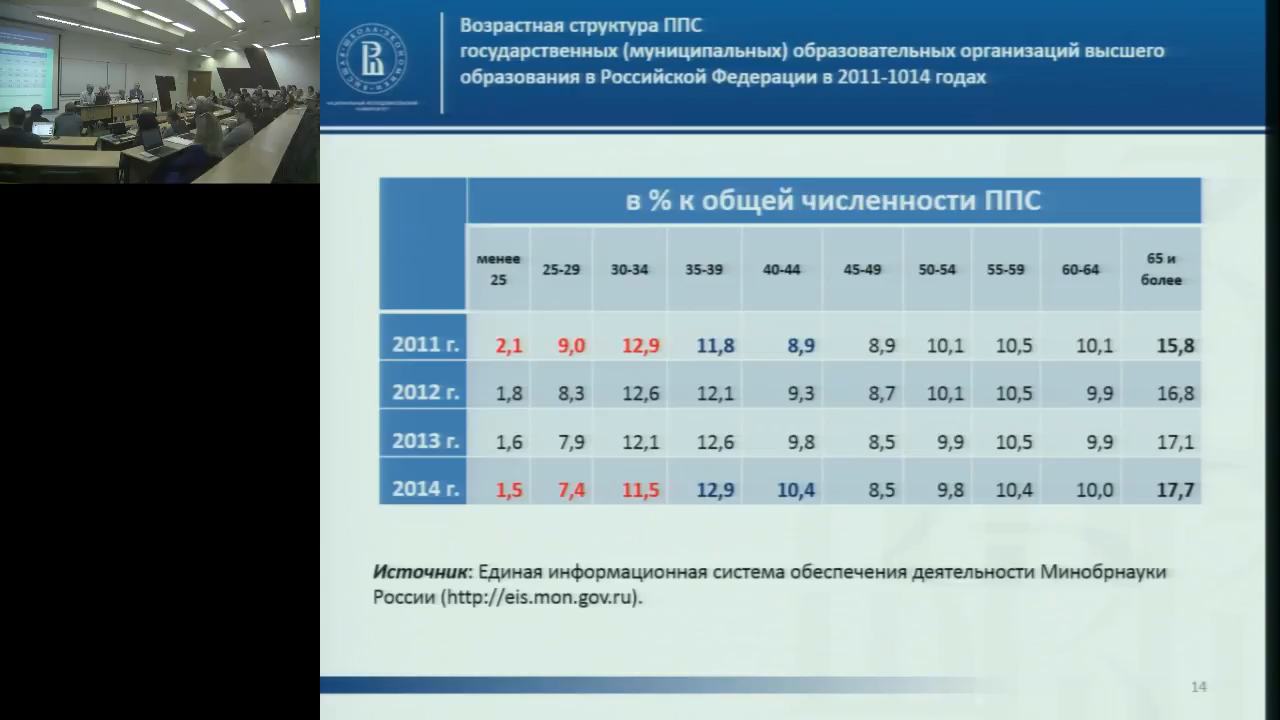 Возрастная структура ППС
государственных (муниципальных) образовательных организаций высшего
образования в Российской Федерации в 2011-1014 годах
в % к общей численности ППС
менее 25 25-29 30-34 35-39 40-44 45-49 50-54 55-59 60-64 65 и более
2011 г. 2,1 9,0 12,9 11,8 8,9 8,9 10,1 10,5 10,1 15,8
2012 г. 1,8 8,3 12,6 12,1 9,3 8,7 10,1 10,5 9,9 16,8
2013 г. 1,6 7,9 12,1 12,6 9,8 8,5 9,9 10,5 9,9 17,1
2014 г. 1,5 7,4 11,5 12,9 10,4 8,5 9,8 10,4 10,0 17,7
Источник: Единая информационная система обеспечения деятельности Минобрнауки
России (http://eis.mon.gov.ru).
14